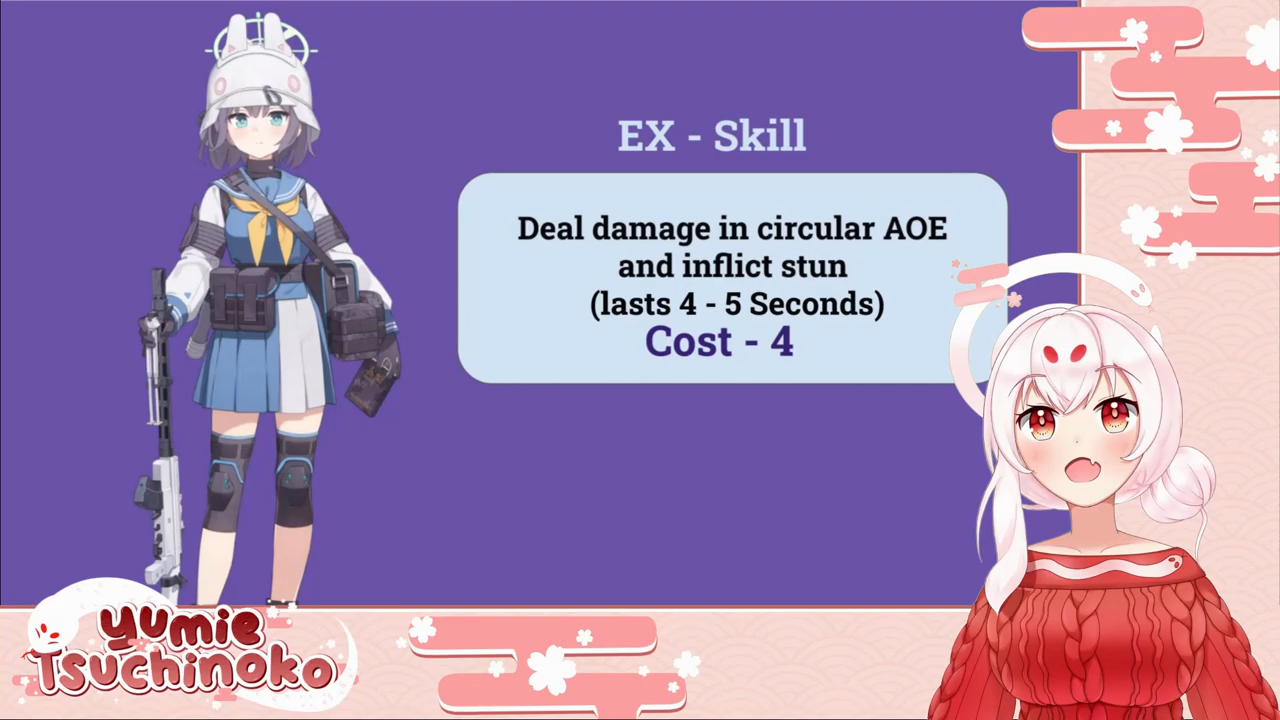 EX - Skill
Deal damage in circular AOE
and inflict stun
(lasts 4 - 5 Seconds)
Cost - 4
yumie
Tsuchinoko